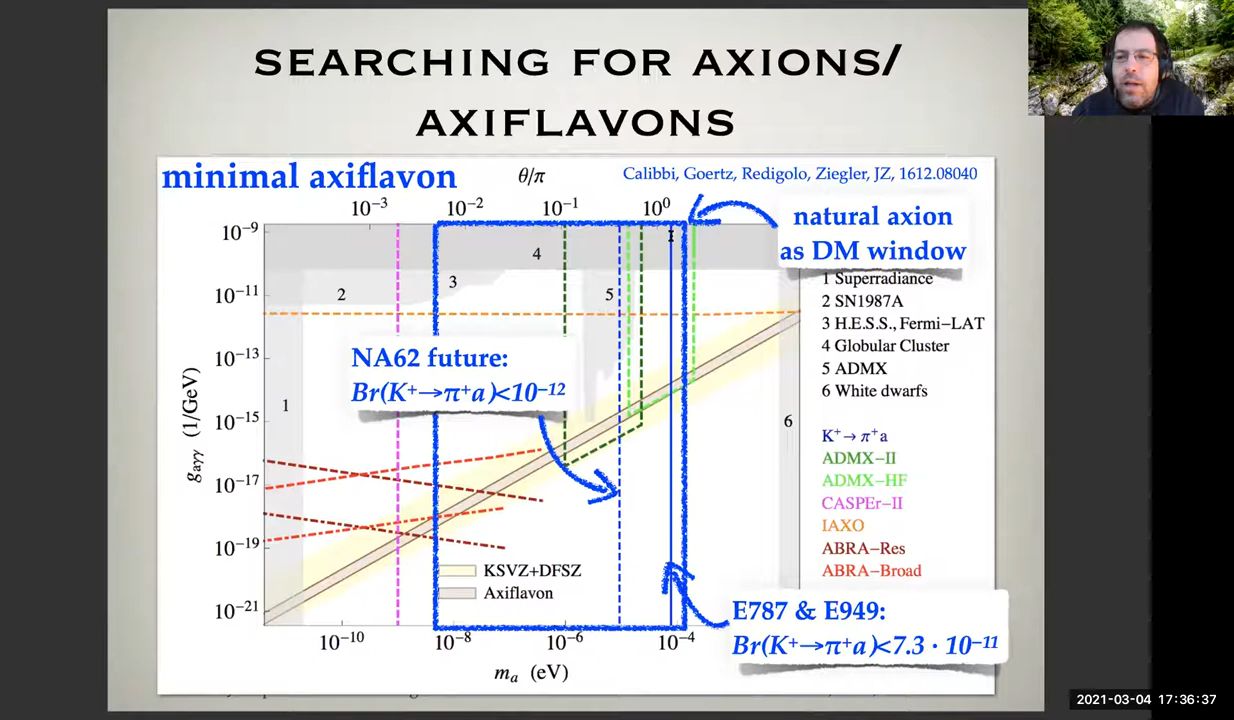 SEARCHING FOR AXIONS/
AXIFLAVONS
minimal axiflavon
θ/π
Calibbi, Goertz, Redigolo, Ziegler, JZ, 1612.08040
10⁻³
10⁻²
10⁻¹
10⁰
natural axion
as DM window
10⁻⁹
10⁻¹¹
10⁻¹³
10⁻¹⁵
10⁻¹⁷
10⁻¹⁹
10⁻²¹
gₐγγ (1/GeV)
1
2
3
4
5
6
NA62 future:
Br(K⁺→π⁺a)<10⁻¹²
1 Superradiance
2 SN1987A
3 H.E.S.S., Fermi-LAT
4 Globular Cluster
5 ADMX
6 White dwarfs
K⁺→ π⁺a
ADMX-II
ADMX-HF
CASPEr-II
IAXO
ABRA-Res
ABRA-Broad
KSVZ+DFSZ
Axiflavon
E787 & E949:
Br(K⁺→π⁺a)<7.3 · 10⁻¹¹
10⁻¹⁰
10⁻⁸
10⁻⁶
10⁻⁴
mₐ (eV)
2021-03-04 17:36:37